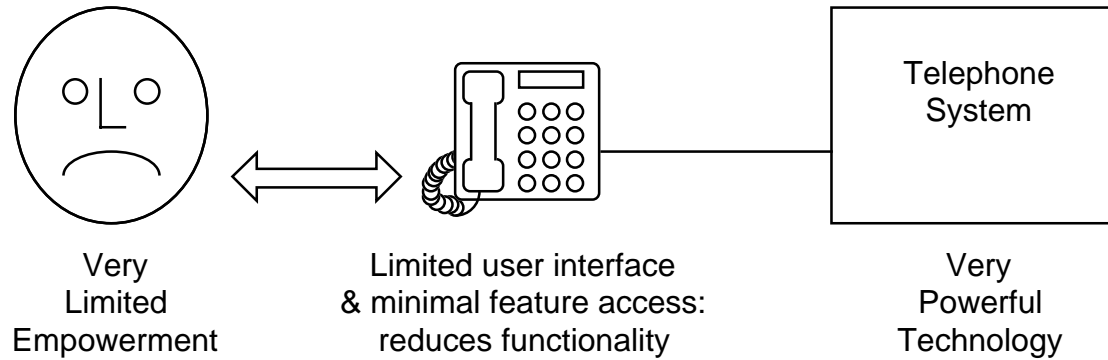 Telephone
System
Very
Limited
Empowerment
Limited user interface
& minimal feature access:
reduces functionality
Very
Powerful
Technology